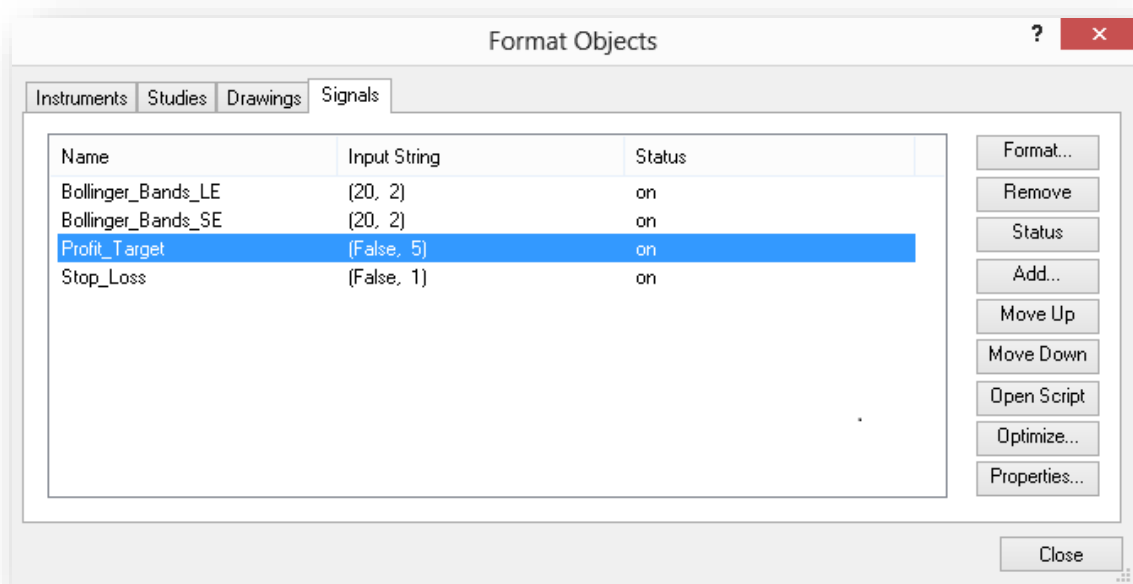 Format Objects ? ×
Instruments Studies Drawings Signals
Name Input String Status
Bollinger_Bands_LE (20, 2) on
Bollinger_Bands_SE (20, 2) on
Profit_Target (False, 5) on
Stop_Loss (False, 1) on
Format...
Remove
Status
Add...
Move Up
Move Down
Open Script
Optimize...
Properties...
Close